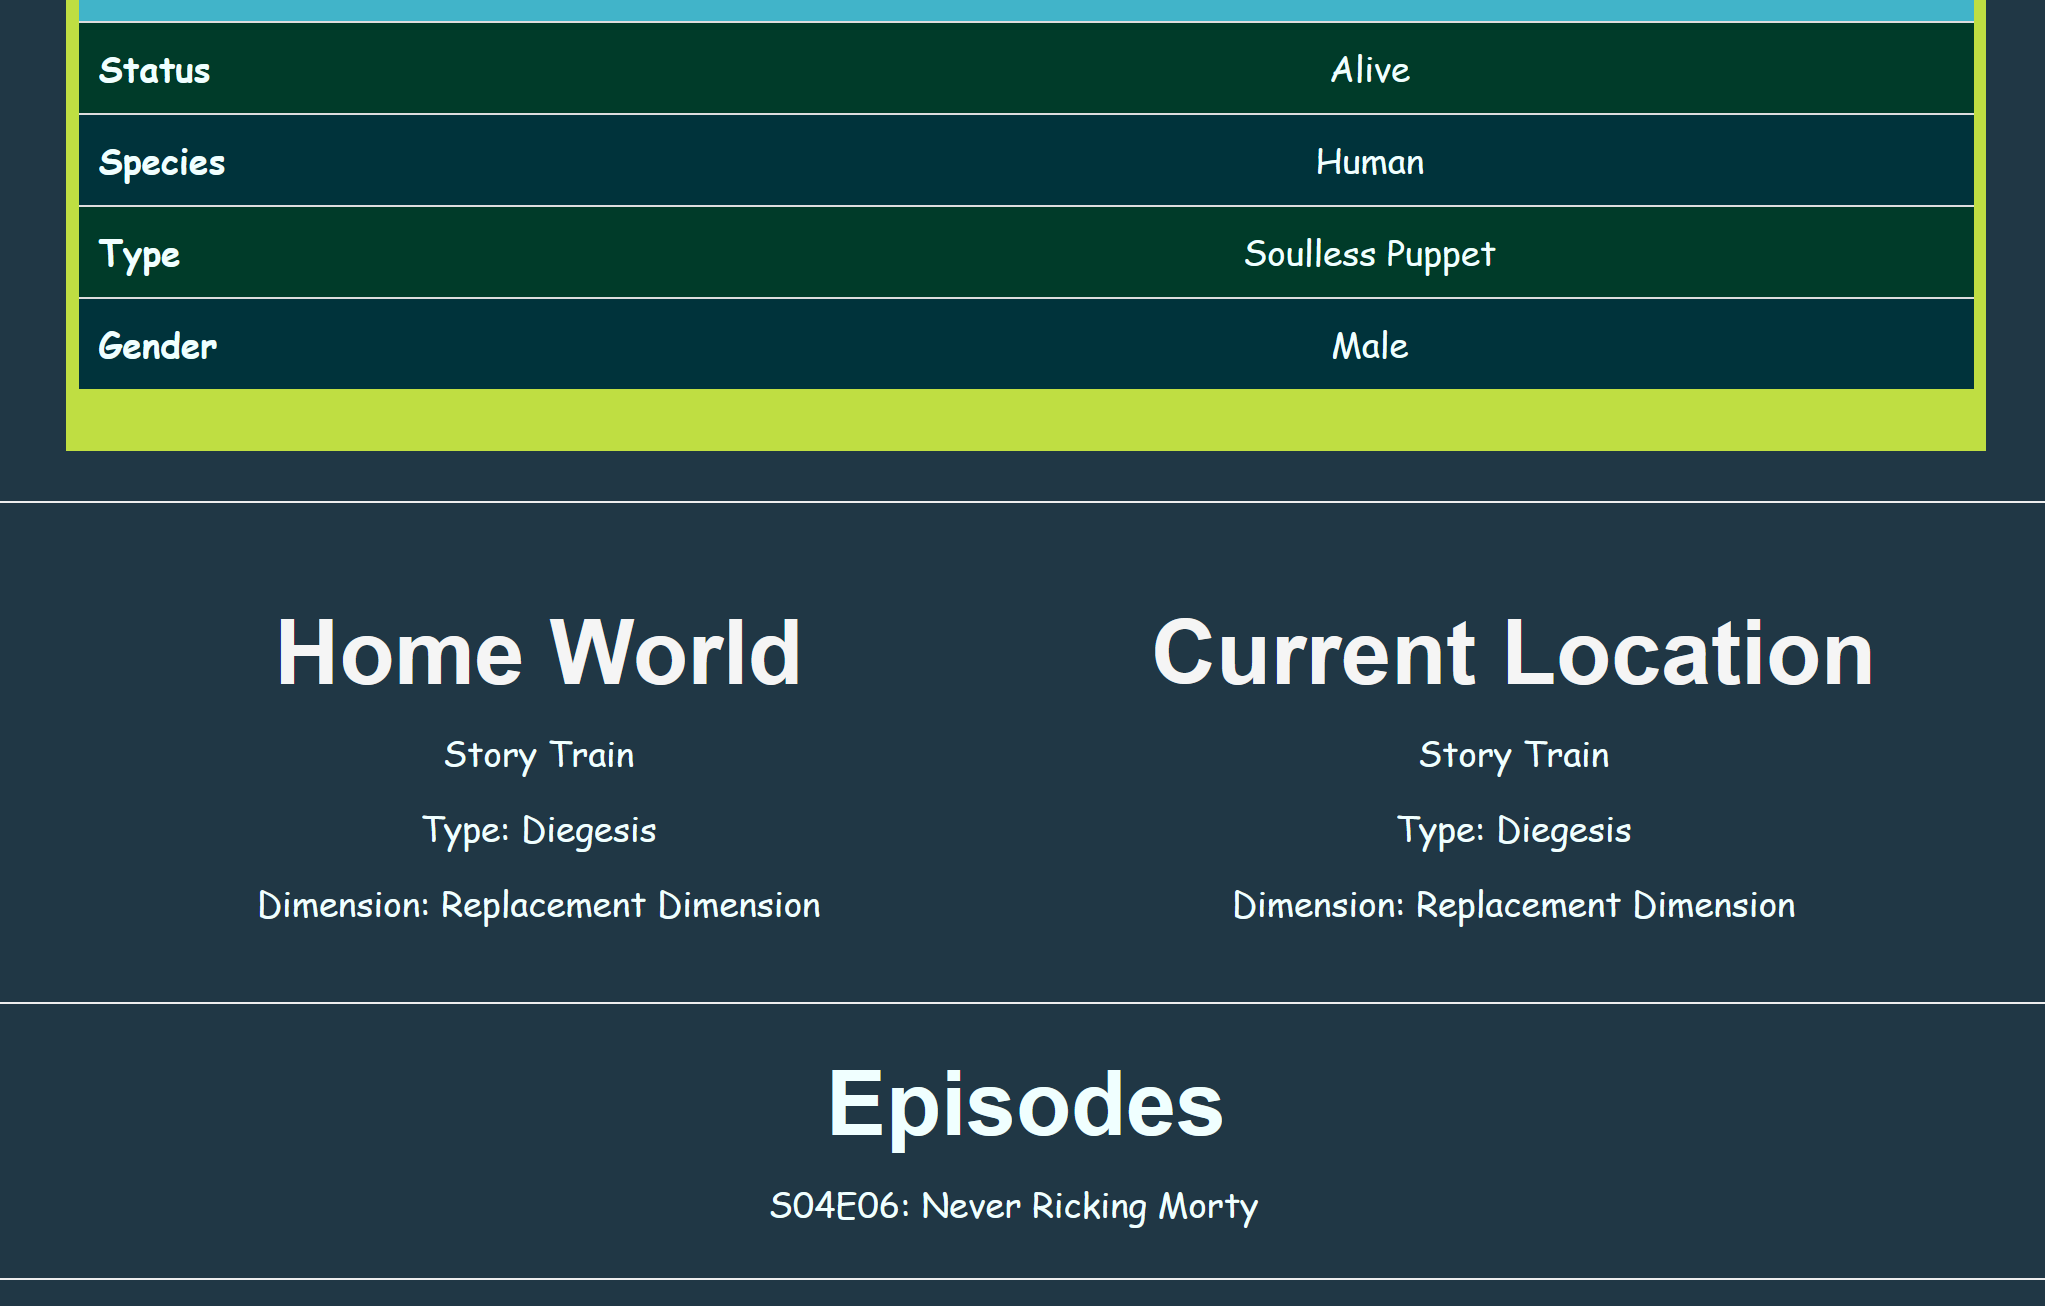 Status Alive
Species Human
Type Soulless Puppet
Gender Male
Home World
Story Train
Type: Diegesis
Dimension: Replacement Dimension
Current Location
Story Train
Type: Diegesis
Dimension: Replacement Dimension
Episodes
S04E06: Never Ricking Morty